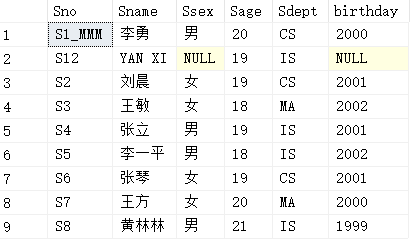 Sno Sname Ssex Sage Sdept birthday
1 S1_MMM 李勇 男 20 CS 2000
2 S12 YAN XI NULL 19 IS NULL
3 S2 刘晨 女 19 CS 2001
4 S3 王敏 女 18 MA 2002
5 S4 张立 男 19 IS 2001
6 S5 李一平 男 18 IS 2002
7 S6 张琴 女 19 CS 2001
8 S7 王方 女 20 MA 2000
9 S8 黄林林 男 21 IS 1999